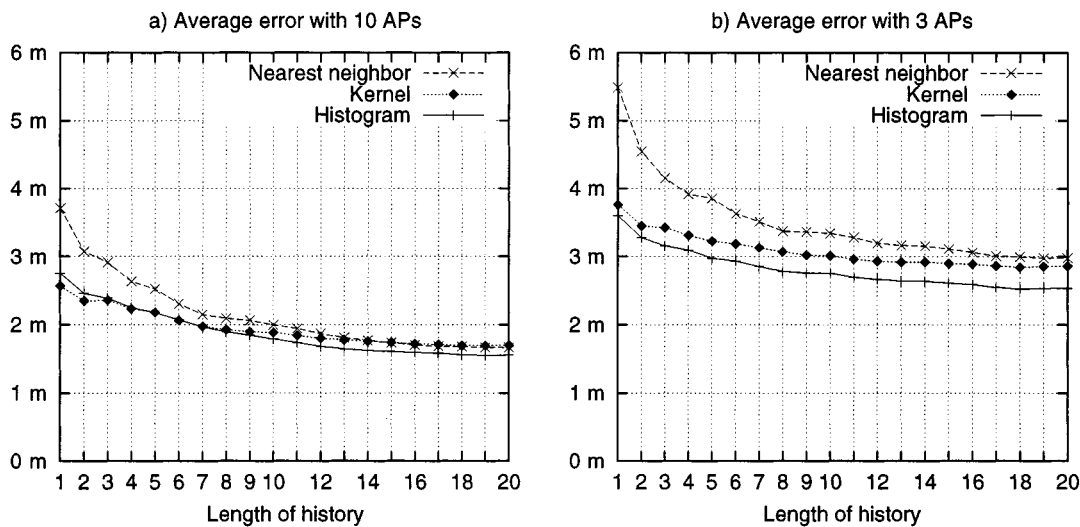 a) Average error with 10 APs
6 m
5 m
4 m
3 m
2 m
1 m
0 m
Nearest neighbor
Kernel
Histogram
1 2 3 4 5 6 7 8 9 10 12 14 16 18 20
Length of history
b) Average error with 3 APs
6 m
5 m
4 m
3 m
2 m
1 m
0 m
Nearest neighbor
Kernel
Histogram
1 2 3 4 5 6 7 8 9 10 12 14 16 18 20
Length of history